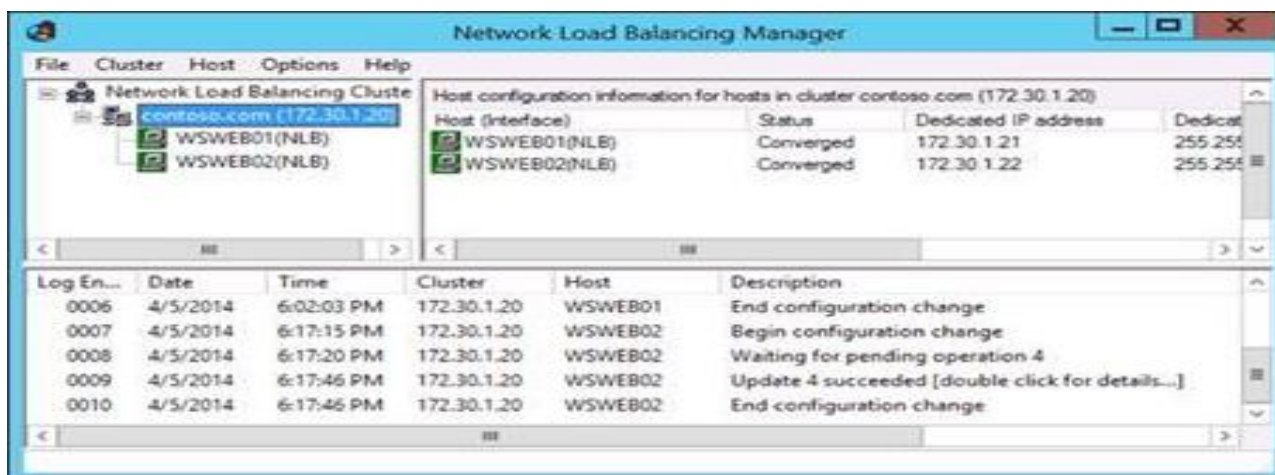 Network Load Balancing Manager
File Cluster Host Options Help
Network Load Balancing Cluste
contoso.com (172.30.1.20)
WSWEB01(NLB)
WSWEB02(NLB)
Host configuration information for hosts in cluster contoso.com (172.30.1.20)
Host (Interface) Status Dedicated IP address Dedicat
WSWEB01(NLB) Converged 172.30.1.21 255.255
WSWEB02(NLB) Converged 172.30.1.22 255.255
Log En... Date Time Cluster Host Description
0006 4/5/2014 6:02:03 PM 172.30.1.20 WSWEB01 End configuration change
0007 4/5/2014 6:17:15 PM 172.30.1.20 WSWEB02 Begin configuration change
0008 4/5/2014 6:17:20 PM 172.30.1.20 WSWEB02 Waiting for pending operation 4
0009 4/5/2014 6:17:46 PM 172.30.1.20 WSWEB02 Update 4 succeeded [double click for details...]
0010 4/5/2014 6:17:46 PM 172.30.1.20 WSWEB02 End configuration change